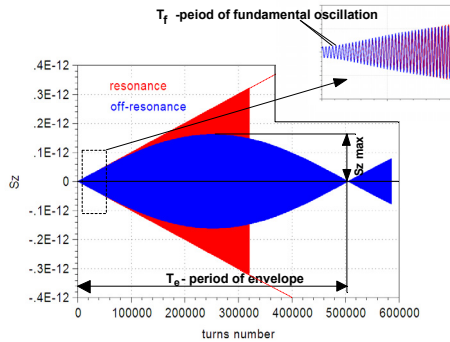 T_f -peiod of fundamental oscillation
.4E-12
.3E-12
.2E-12
.1E-12
0
-.1E-12
-.2E-12
-.3E-12
-.4E-12
Sz
resonance
off-resonance
Sz max
T_e- period of envelope
0 100000 200000 300000 400000 500000 600000
turns number